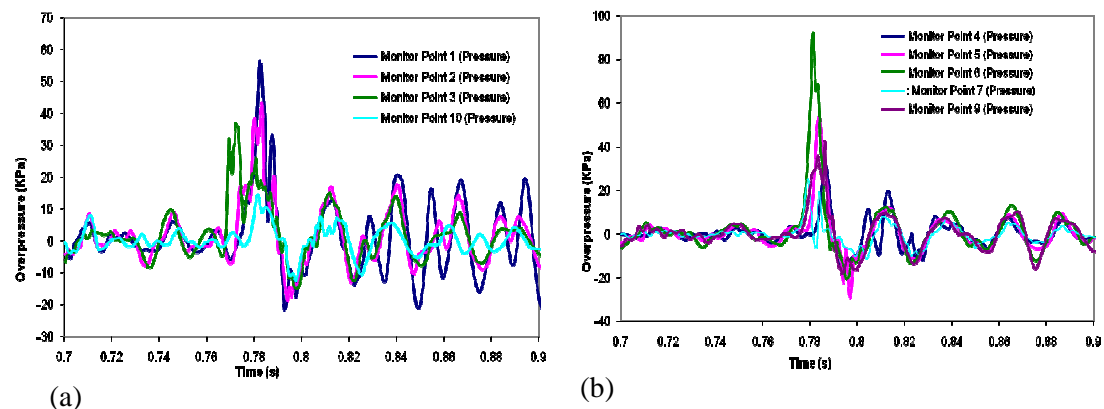 70
60
50
40
30
20
10
0
-10
-20
-30
Overpressure (KPa)
0.7 0.72 0.74 0.76 0.78 0.8 0.82 0.84 0.86 0.88 0.9
Time (s)
Monitor Point 1 (Pressure)
Monitor Point 2 (Pressure)
Monitor Point 3 (Pressure)
Monitor Point 10 (Pressure)
(a)
100
80
60
40
20
0
-20
-40
Overpressure (KPa)
0.7 0.72 0.74 0.76 0.78 0.8 0.82 0.84 0.86 0.88 0.9
Time (s)
Monitor Point 4 (Pressure)
Monitor Point 5 (Pressure)
Monitor Point 6 (Pressure)
: Monitor Point 7 (Pressure)
Monitor Point 9 (Pressure)
(b)